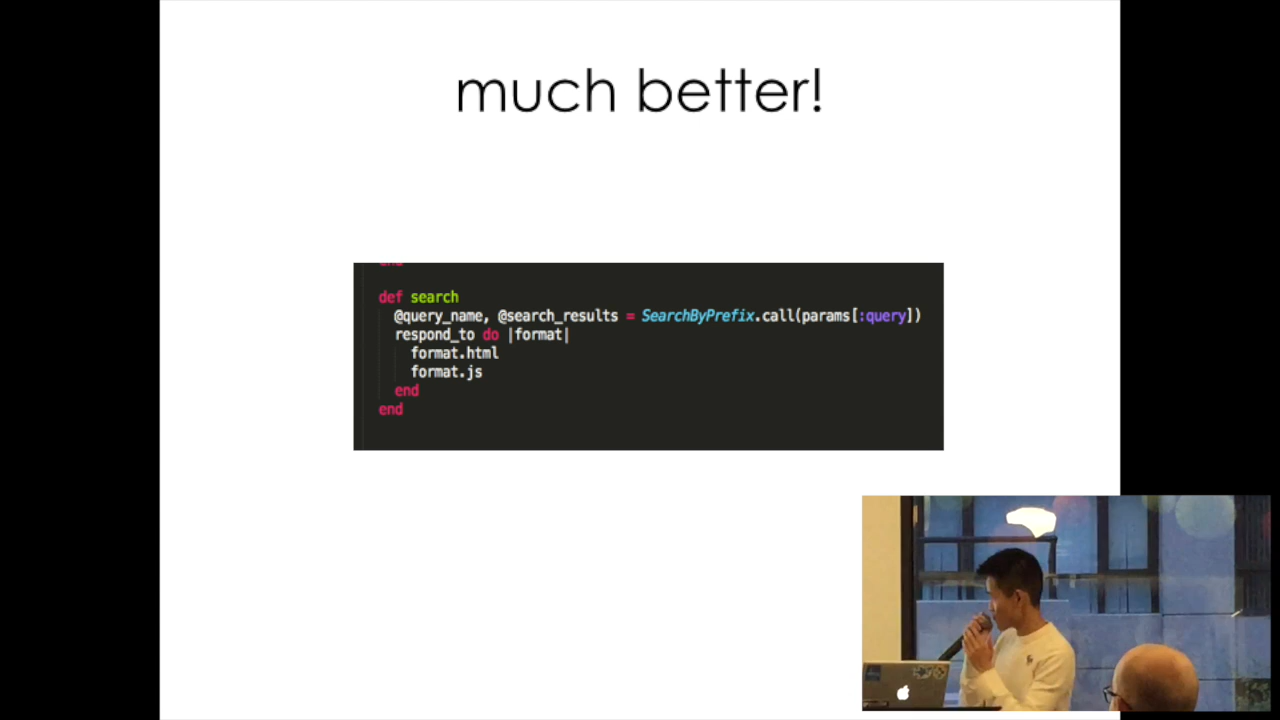 much better!
end
def search
@query_name, @search_results = SearchByPrefix.call(params[:query])
respond_to do |format|
format.html
format.js
end
end